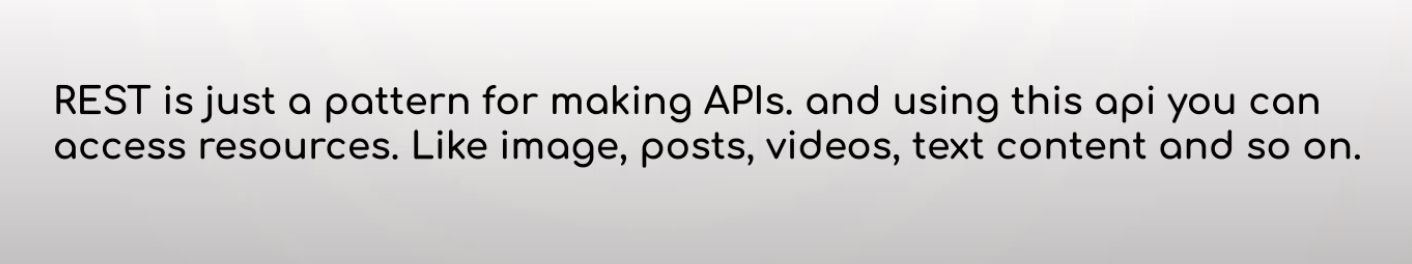 REST is just a pattern for making APIs. and using this api you can
access resources. Like image, posts, videos, text content and so on.